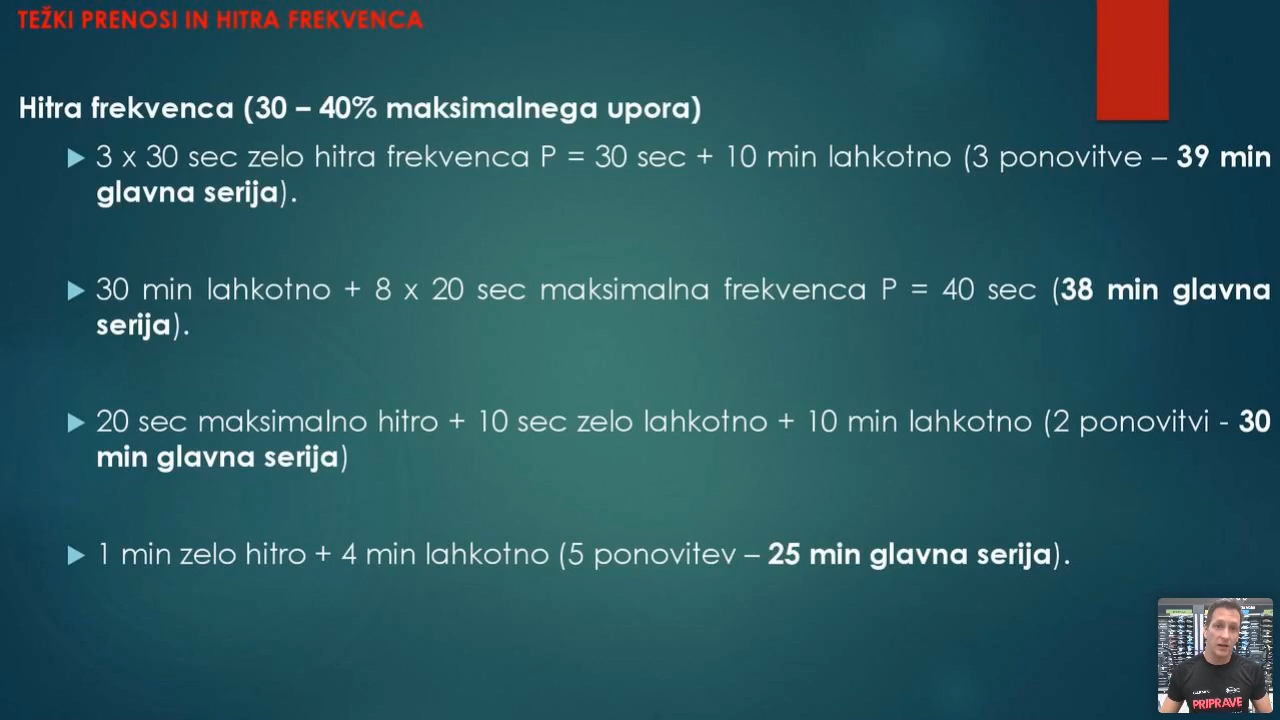 TEŽKI PRENOSI IN HITRA FREKVENCA
Hitra frekvenca (30 – 40% maksimalnega upora)
3 x 30 sec zelo hitra frekvenca P = 30 sec + 10 min lahkotno (3 ponovitve – 39 min
glavna serija).
30 min lahkotno + 8 x 20 sec maksimalna frekvenca P = 40 sec (38 min glavna
serija).
20 sec maksimalno hitro + 10 sec zelo lahkotno + 10 min lahkotno (2 ponovitvi - 30
min glavna serija)
1 min zelo hitro + 4 min lahkotno (5 ponovitev – 25 min glavna serija).
PRIPRAVE